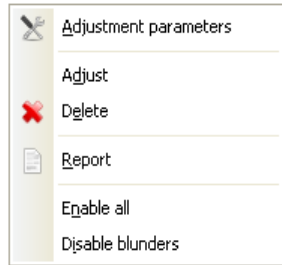 Adjustment parameters
Adjust
Delete
Report
Enable all
Disable blunders